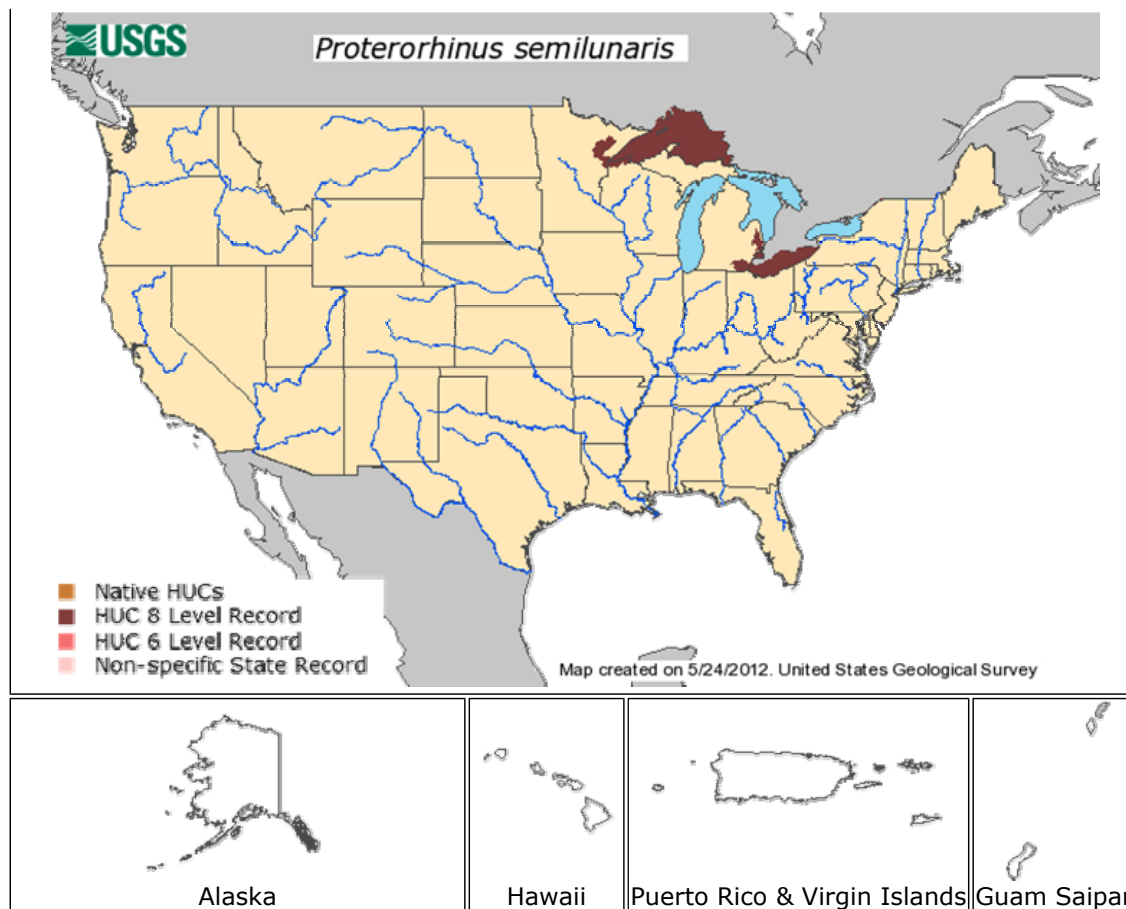 USGS
Proterorhinus semilunaris
Native HUCs
HUC 8 Level Record
HUC 6 Level Record
Non-specific State Record
Map created on 5/24/2012. United States Geological Survey
Alaska
Hawaii
Puerto Rico & Virgin Islands
Guam Saipan